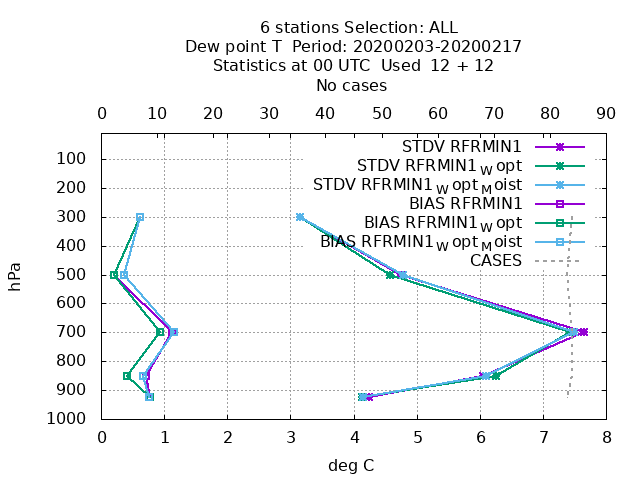 6 stations Selection: ALL
Dew point T  Period: 20200203-20200217
Statistics at 00 UTC  Used  12 + 12
No cases
0 10 20 30 40 50 60 70 80 90
STDV RFRMIN1
STDV RFRMIN1_W opt
STDV RFRMIN1_W opt_M oist
BIAS RFRMIN1
BIAS RFRMIN1_W opt
BIAS RFRMIN1_W opt_M oist
CASES
hPa
100
200
300
400
500
600
700
800
900
1000
0 1 2 3 4 5 6 7 8
deg C